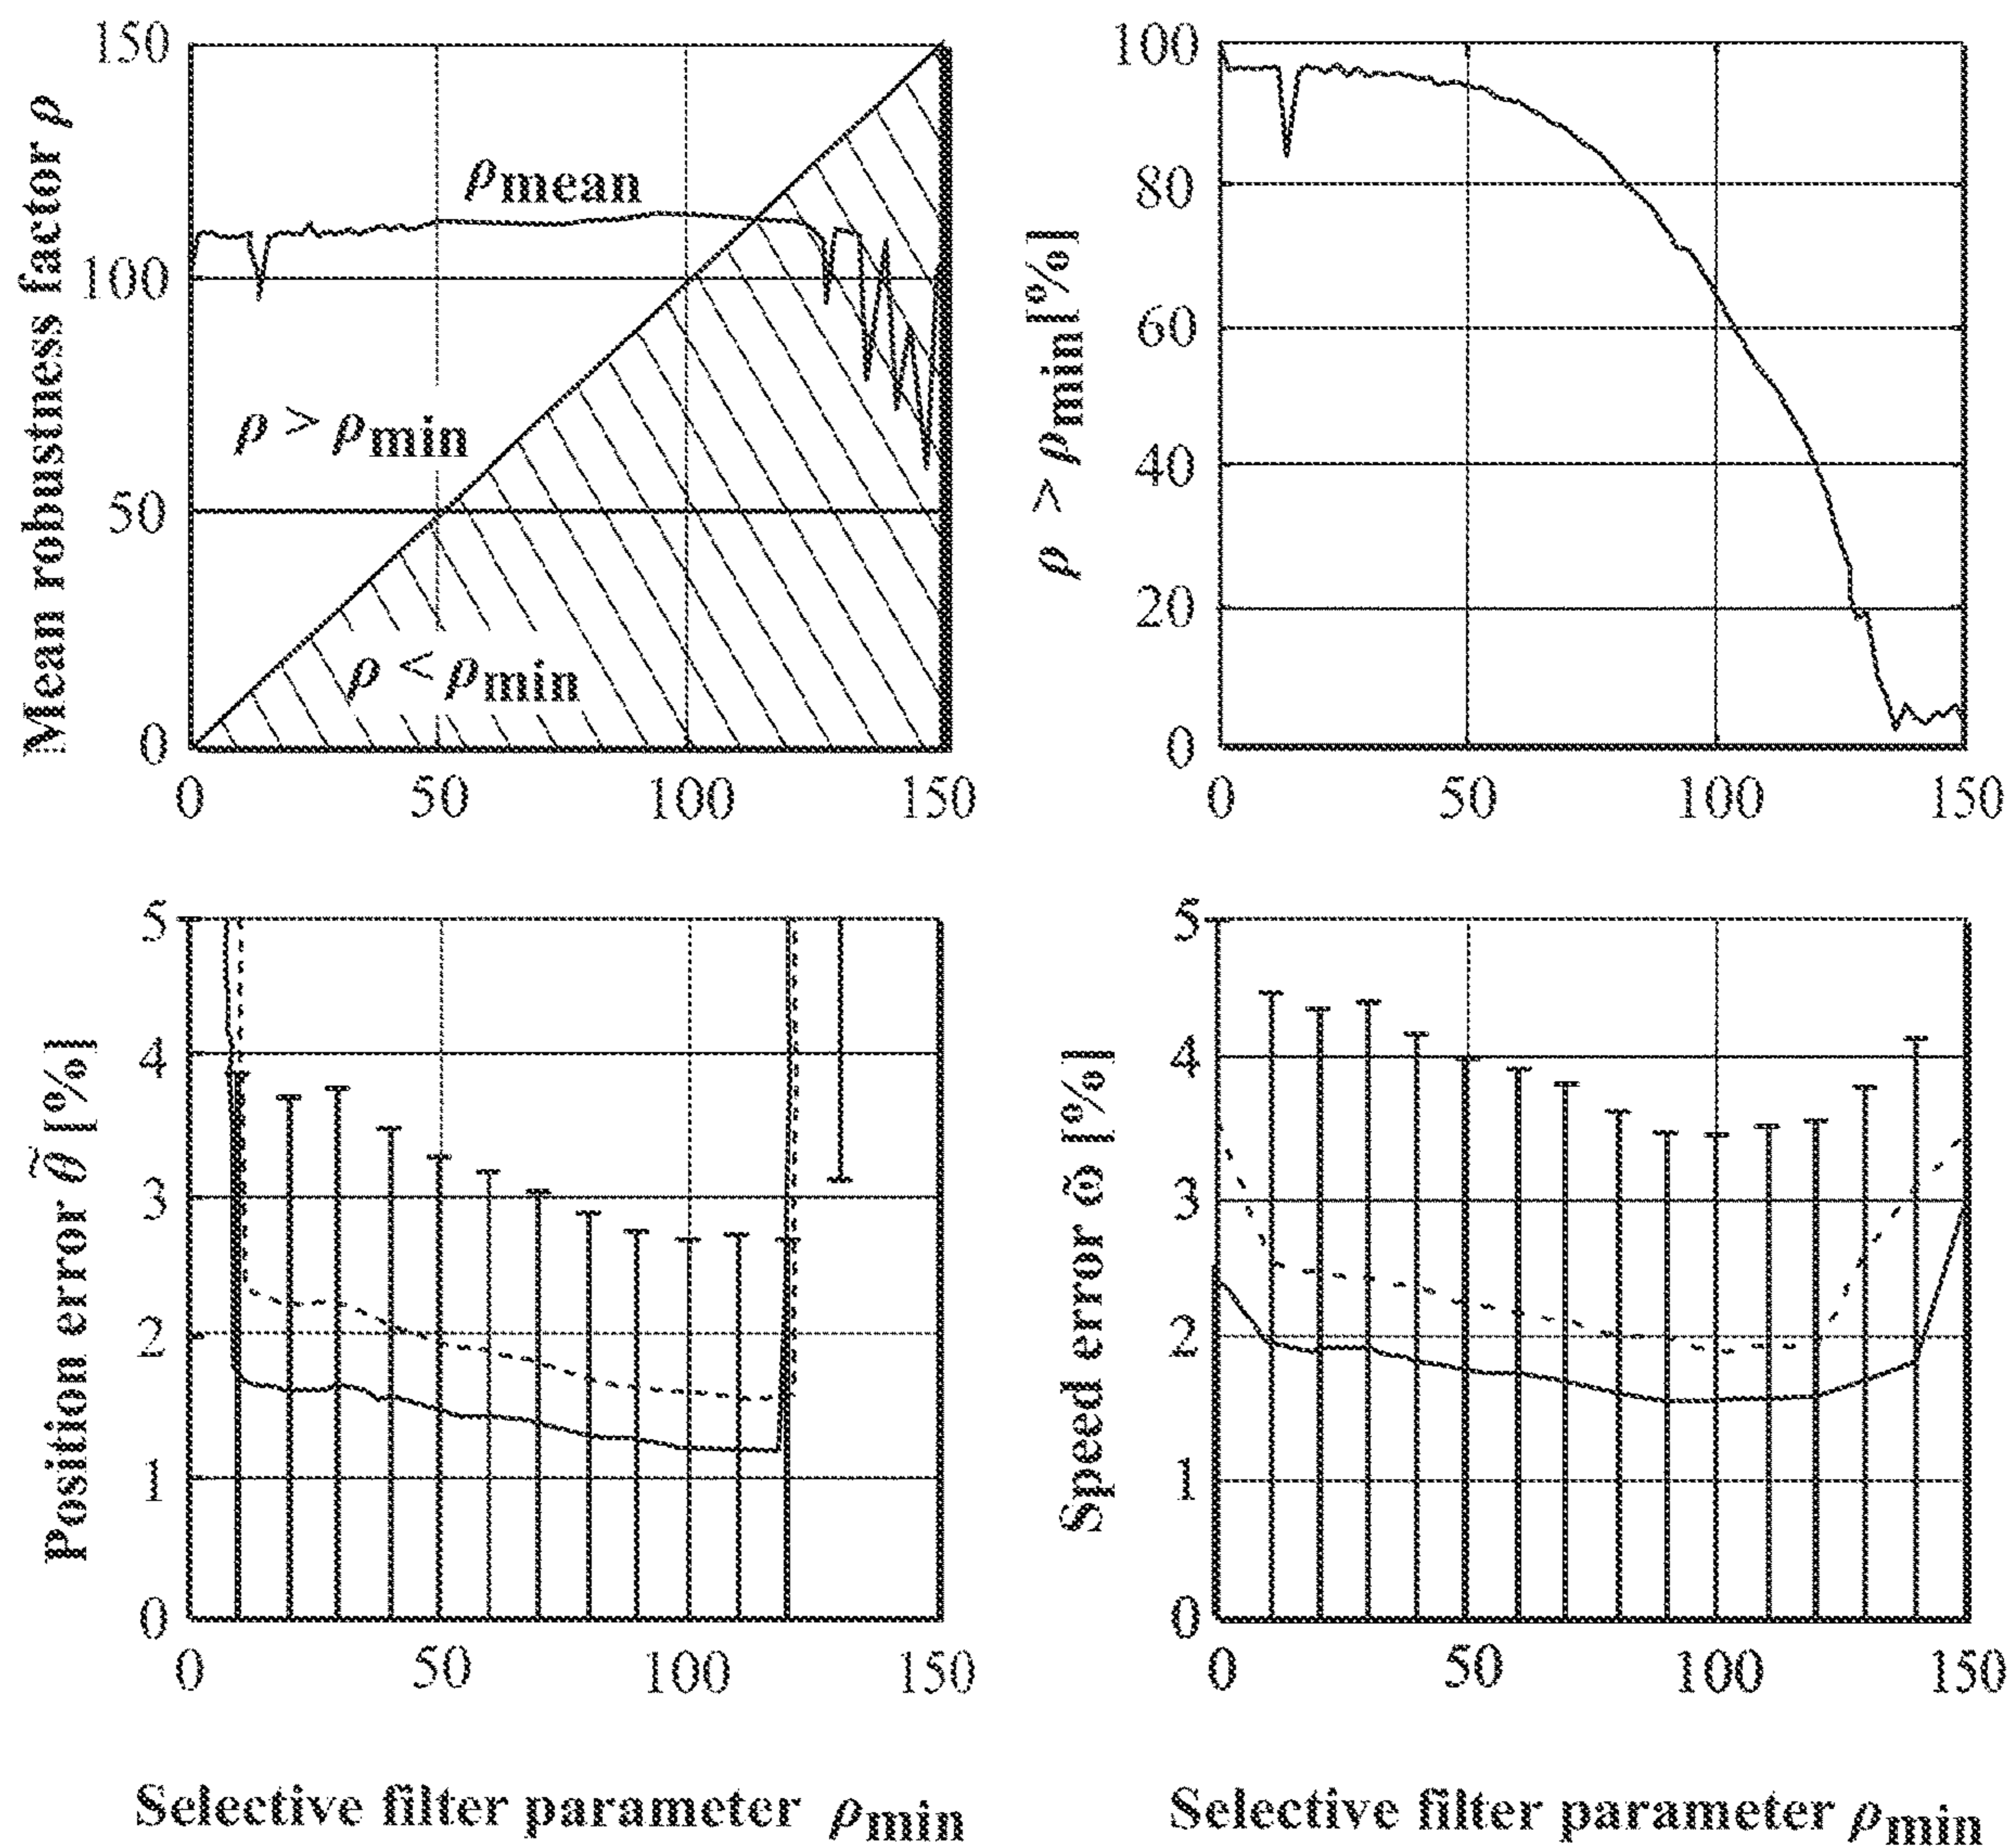 Mean robustness factor ρ
150
100
50
0
ρmean
ρ > ρmin
ρ < ρmin
0 50 100 150
ρ > ρmin[%]
100
80
60
40
20
0
0 50 100 150
Position error θ̃ [%]
5
4
3
2
1
0
0 50 100 150
Selective filter parameter ρmin
Speed error ω̃ [%]
5
4
3
2
1
0
0 50 100 150
Selective filter parameter ρmin